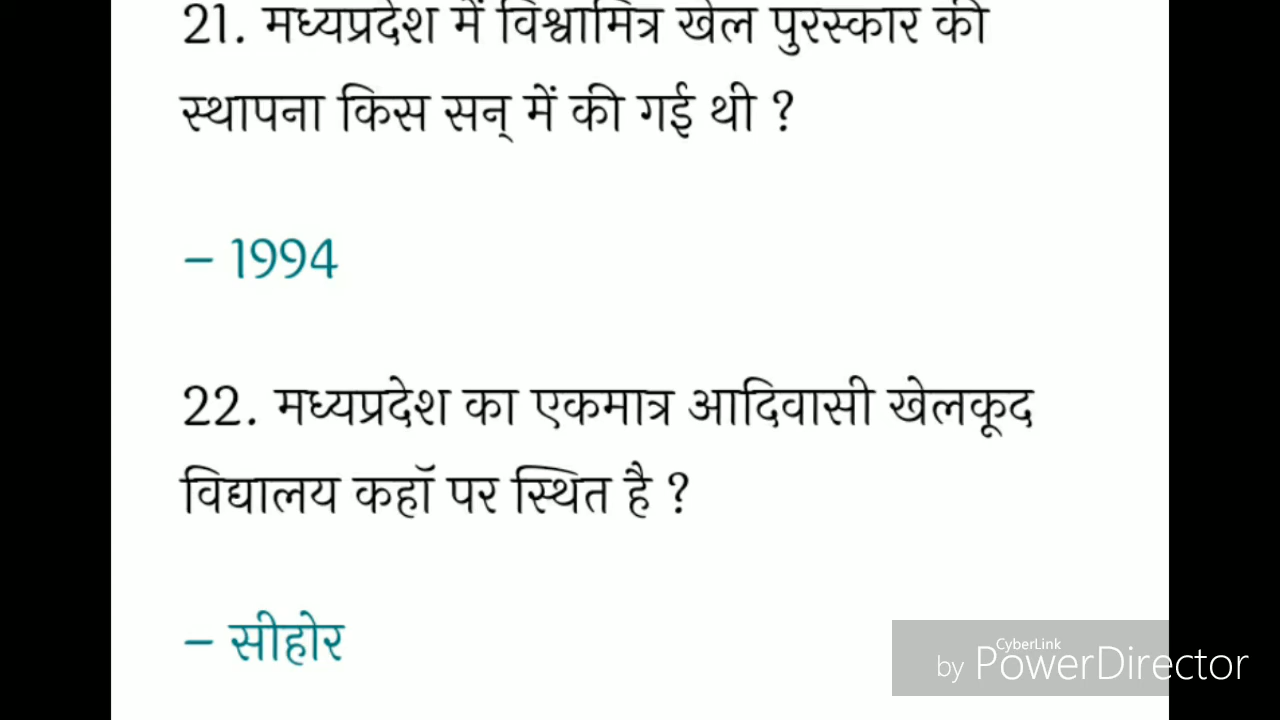 21. मध्यप्रदेश में विश्वामित्र खेल पुरस्कार की
स्थापना किस सन् में की गई थी ?
– 1994
22. मध्यप्रदेश का एकमात्र आदिवासी खेलकूद
विद्यालय कहॉ पर स्थित है ?
– सीहोर
CyberLink
by PowerDirector